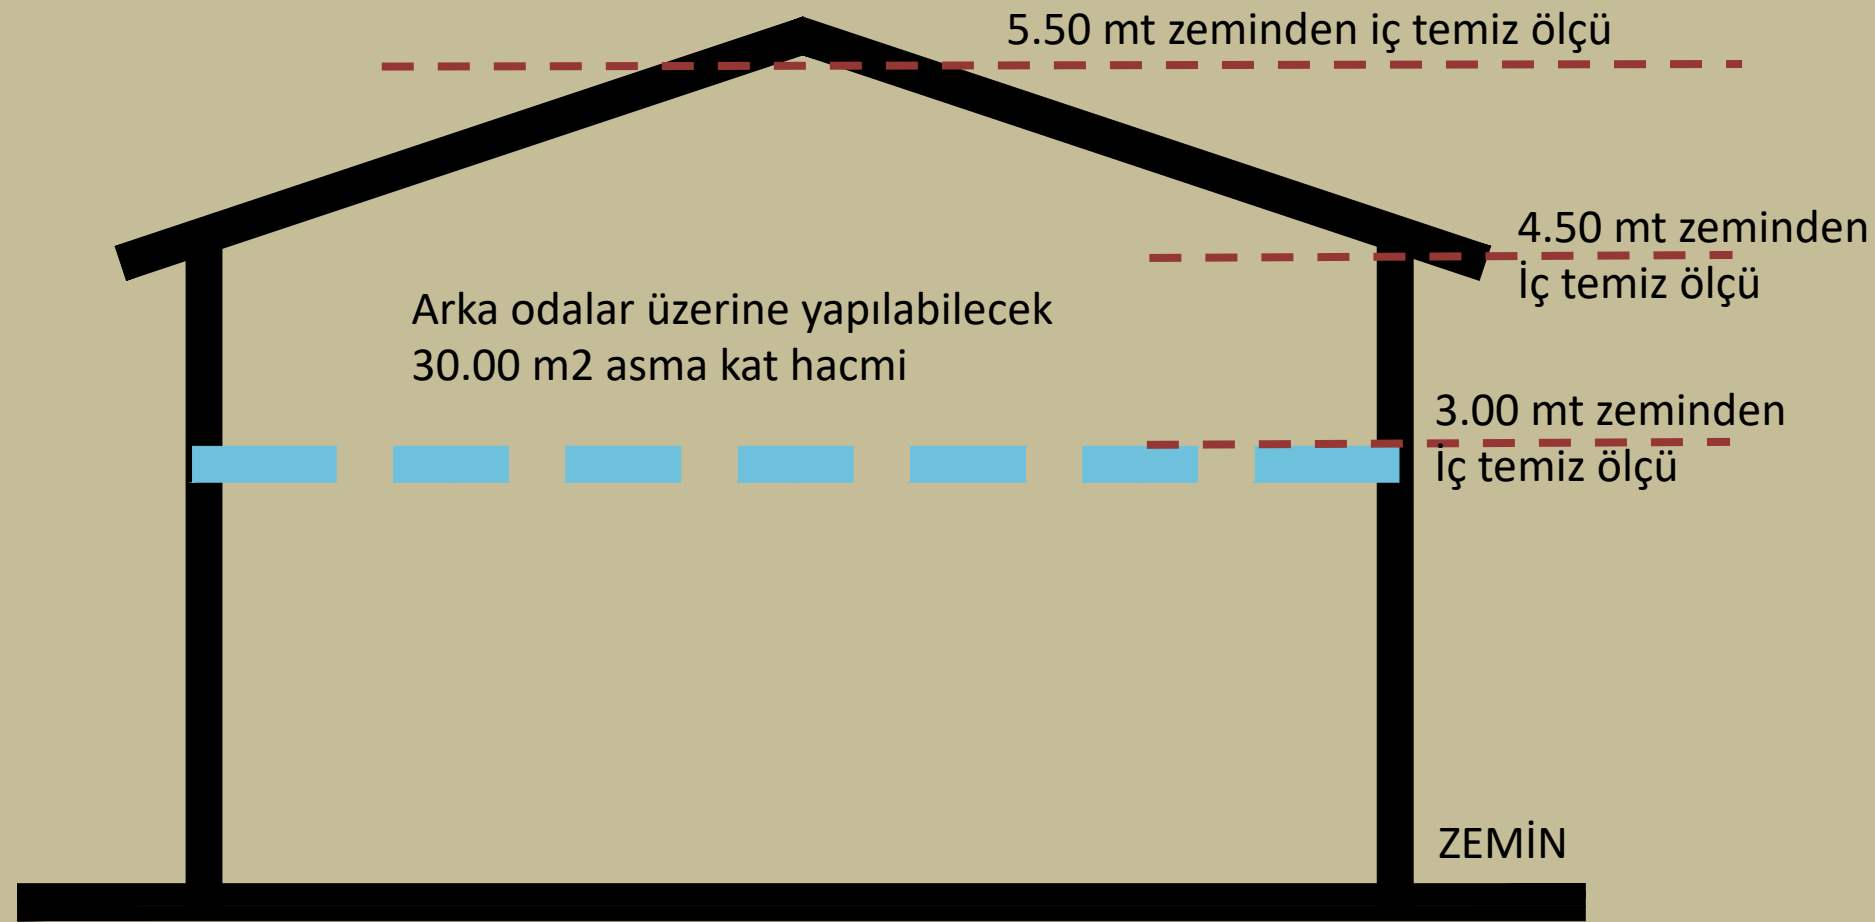 5.50 mt zeminden iç temiz ölçü
4.50 mt zeminden
İç temiz ölçü
Arka odalar üzerine yapılabilecek
30.00 m2 asma kat hacmi
3.00 mt zeminden
İç temiz ölçü
ZEMİN